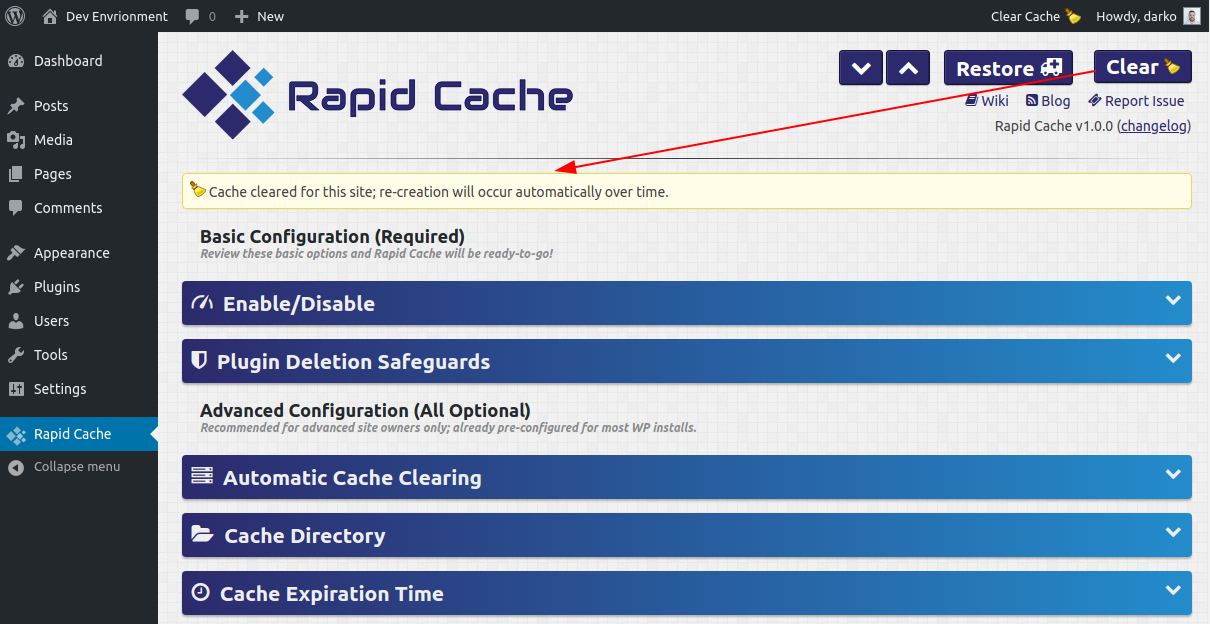 Dev Envrionment 0 New Clear Cache Howdy, darko
Dashboard
Posts
Media
Pages
Comments
Appearance
Plugins
Users
Tools
Settings
Rapid Cache
Collapse menu
Rapid Cache
Restore Clear
Wiki Blog Report Issue
Rapid Cache v1.0.0 (changelog)
Cache cleared for this site; re-creation will occur automatically over time.
Basic Configuration (Required)
Review these basic options and Rapid Cache will be ready-to-go!
Enable/Disable
Plugin Deletion Safeguards
Advanced Configuration (All Optional)
Recommended for advanced site owners only; already pre-configured for most WP installs.
Automatic Cache Clearing
Cache Directory
Cache Expiration Time